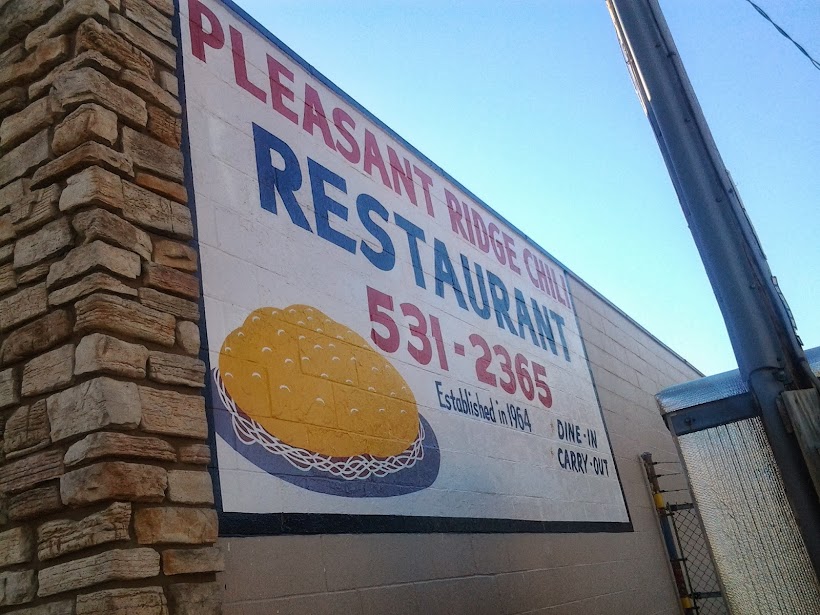 PLEASANT RIDGE CHILI
RESTAURANT
531-2365
Established in 1964
DINE-IN
CARRY-OUT